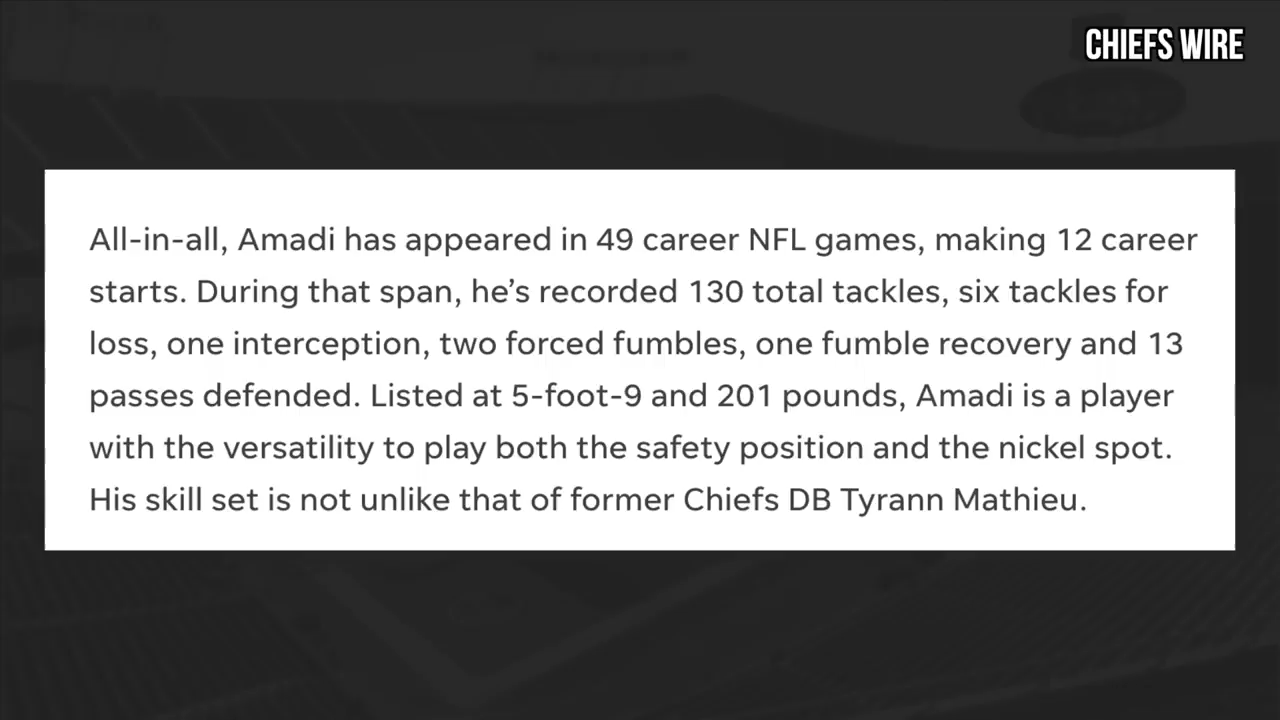 CHIEFS WIRE
All-in-all, Amadi has appeared in 49 career NFL games, making 12 career
starts. During that span, he’s recorded 130 total tackles, six tackles for
loss, one interception, two forced fumbles, one fumble recovery and 13
passes defended. Listed at 5-foot-9 and 201 pounds, Amadi is a player
with the versatility to play both the safety position and the nickel spot.
His skill set is not unlike that of former Chiefs DB Tyrann Mathieu.